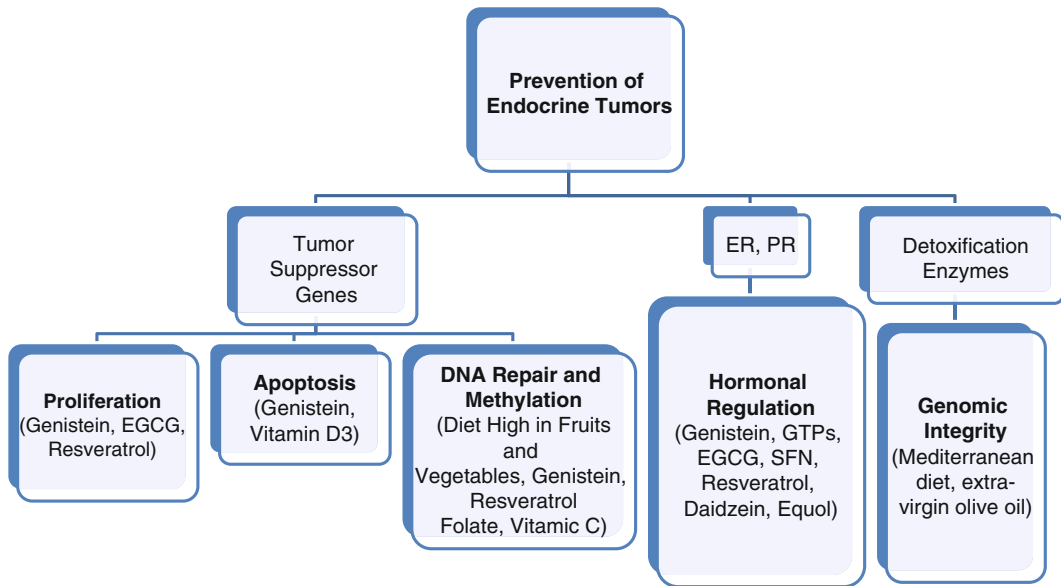 Prevention of
Endocrine Tumors
Tumor
Suppressor
Genes
ER, PR
Detoxification
Enzymes
Proliferation
(Genistein, EGCG,
Resveratrol)
Apoptosis
(Genistein,
Vitamin D3)
DNA Repair and
Methylation
(Diet High in Fruits
and
Vegetables, Genistein,
Resveratrol
Folate, Vitamic C)
Hormonal
Regulation
(Genistein, GTPs,
EGCG, SFN,
Resveratrol,
Daidzein, Equol)
Genomic
Integrity
(Mediterranean
diet, extra-
virgin olive oil)